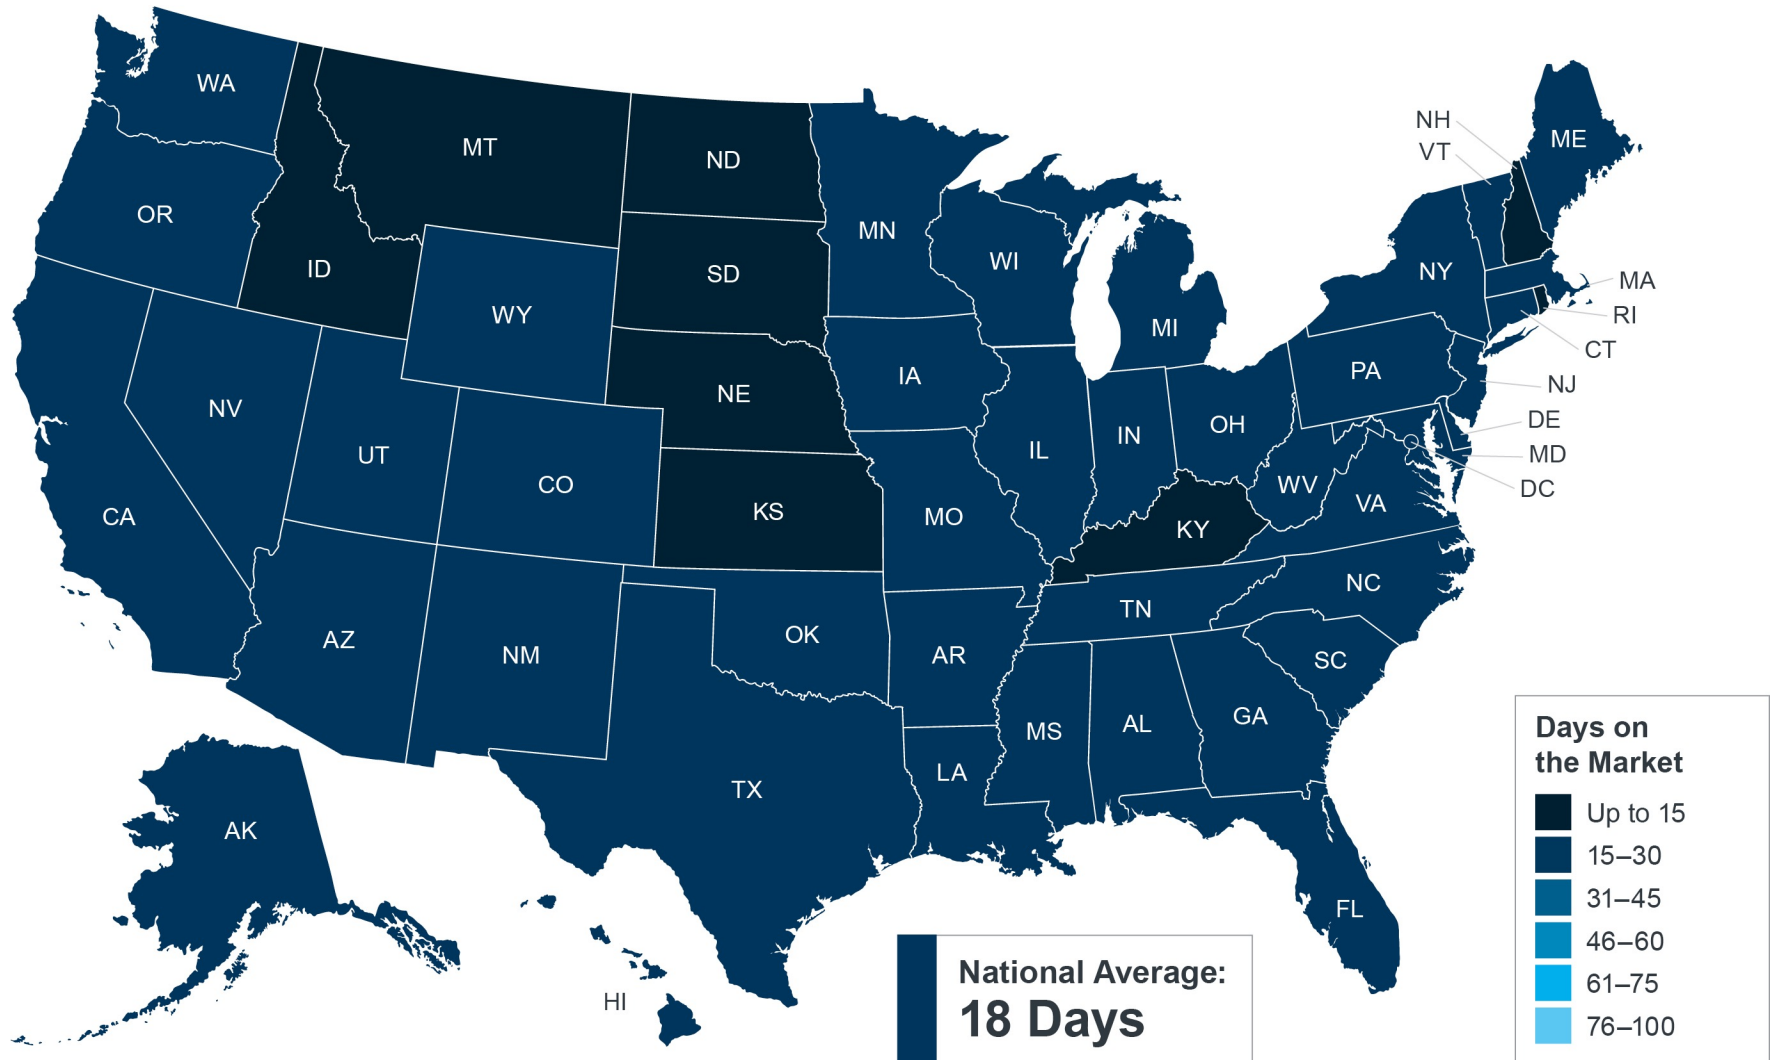 WA
MT
ND
OR
ID
SD
MN
WI
WY
MI
NH
VT
ME
NY
MA
RI
CT
NJ
DE
MD
DC
PA
NE
IA
NV
UT
CO
KS
MO
IL
IN
OH
WV
VA
KY
CA
AZ
NM
OK
AR
TN
NC
SC
MS
AL
GA
LA
TX
FL
AK
HI
National Average:
18 Days
Days on
the Market
Up to 15
15–30
31–45
46–60
61–75
76–100